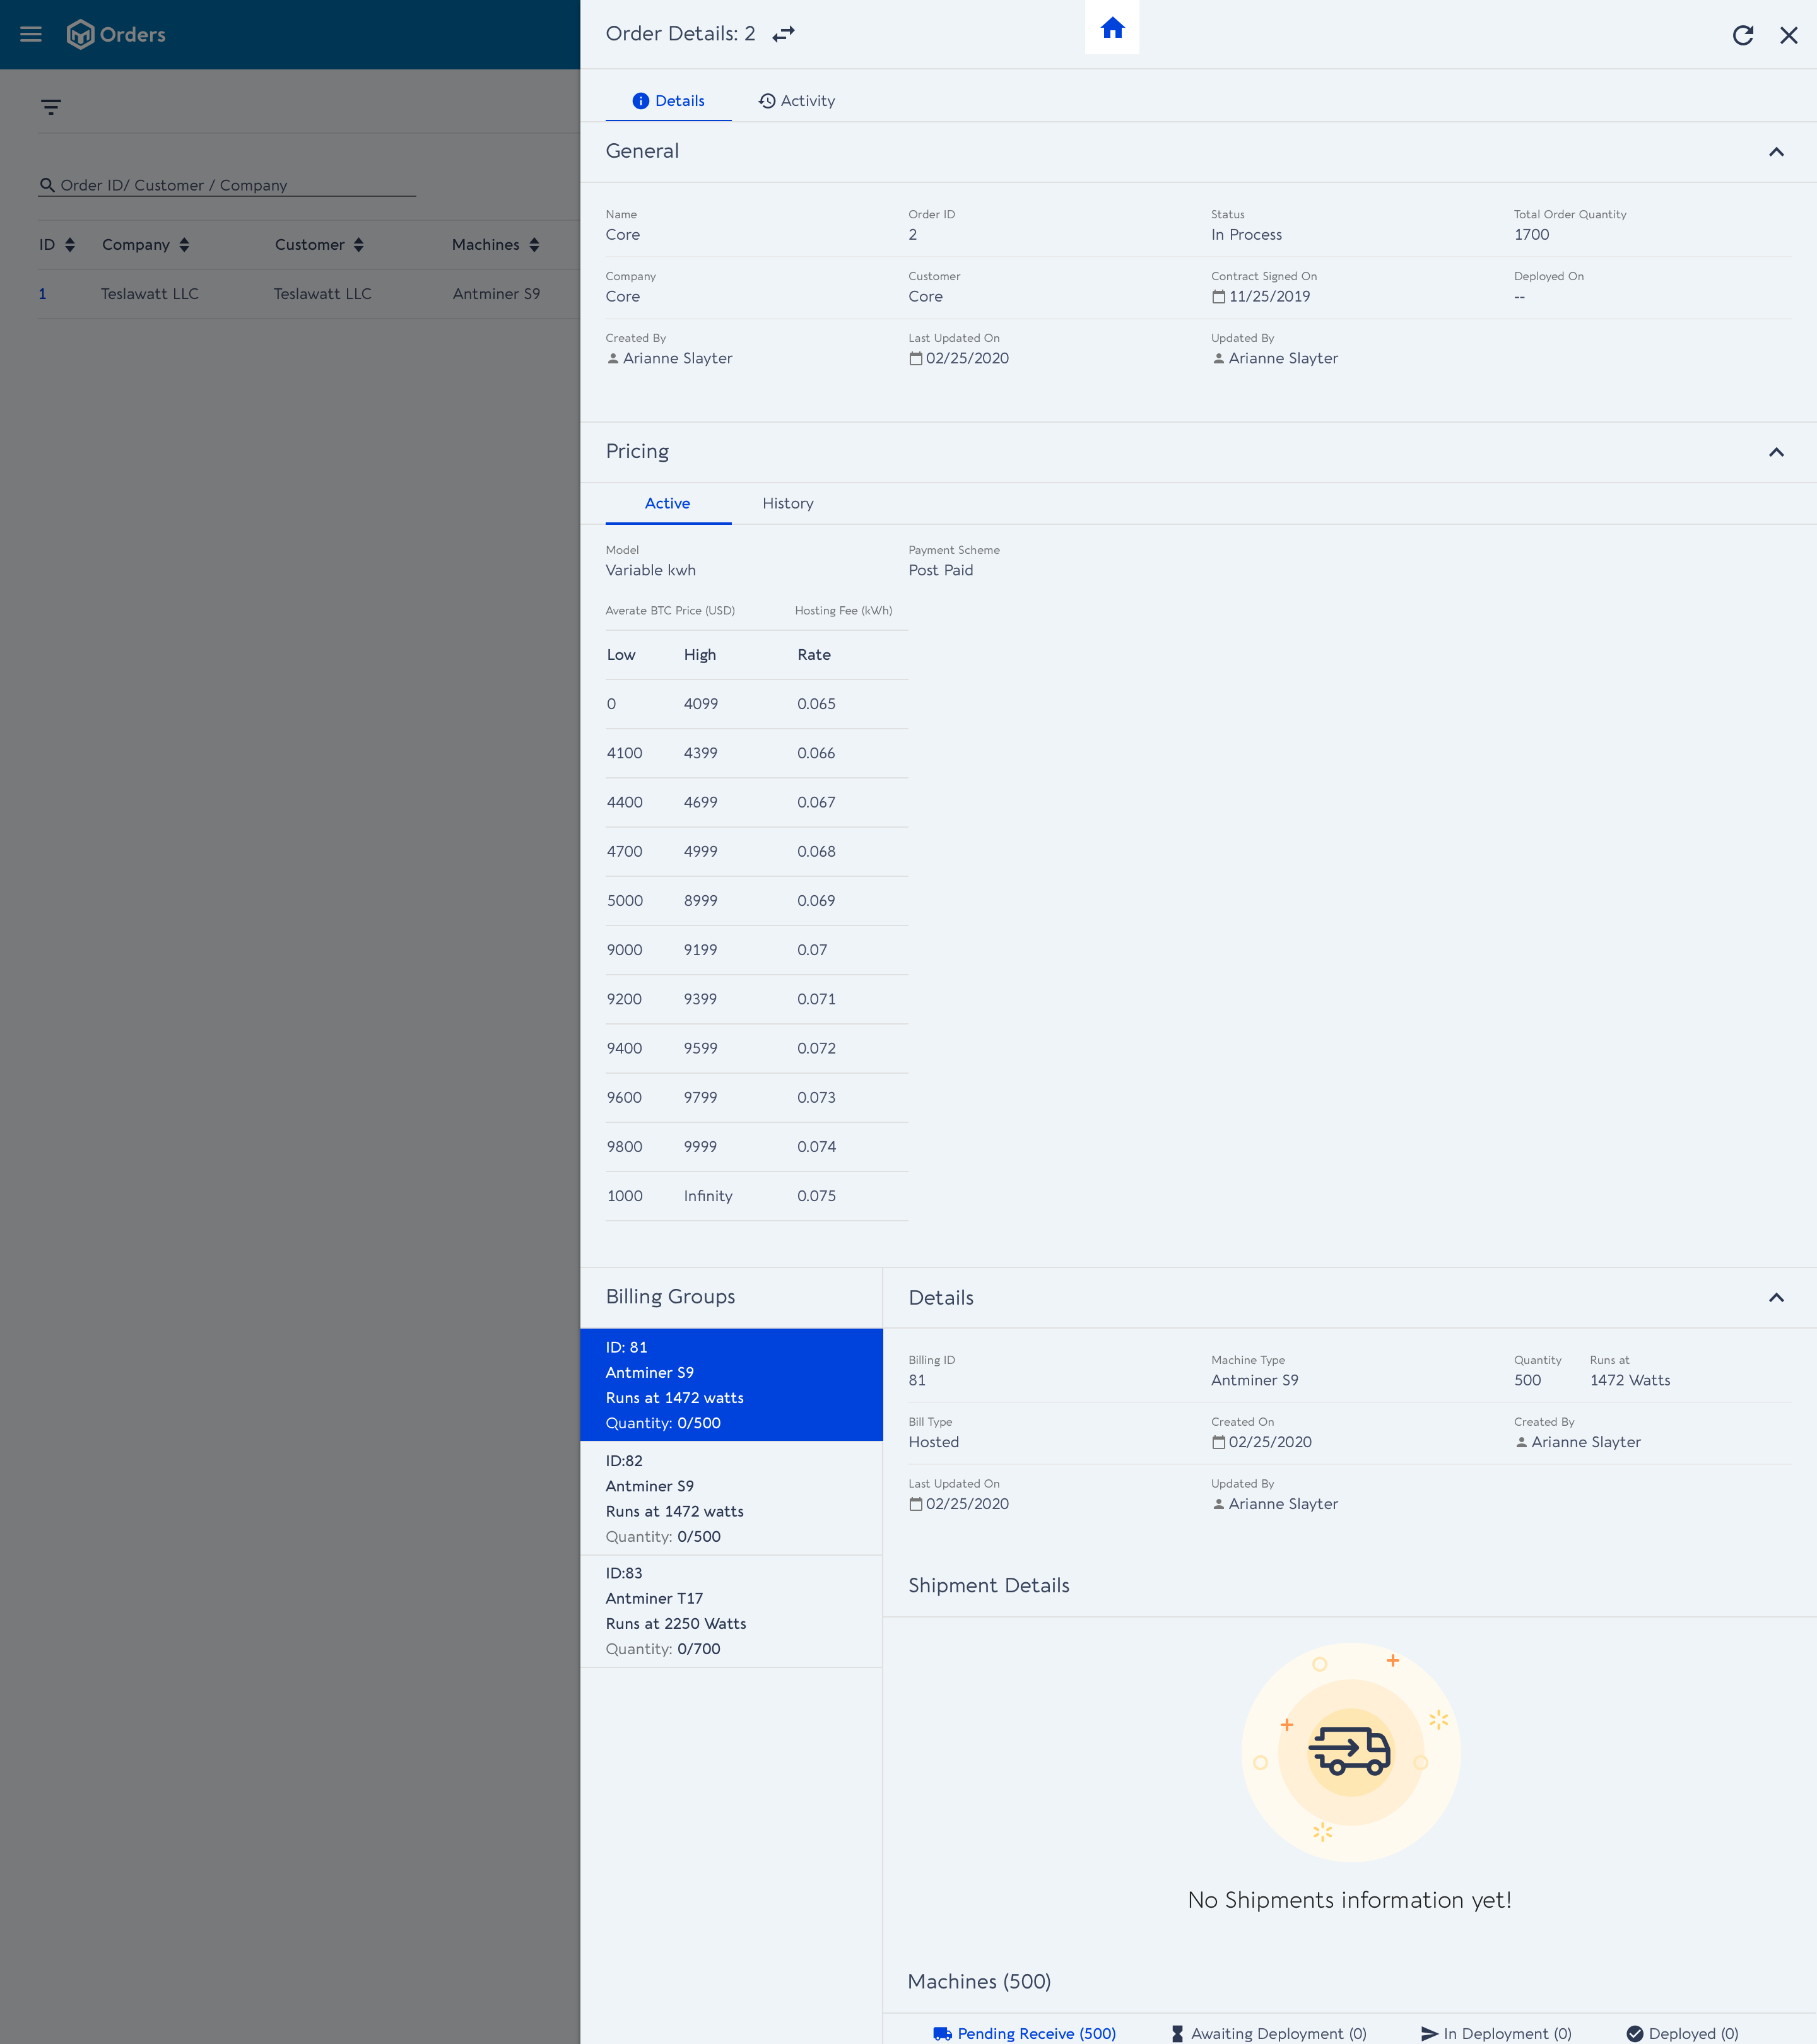 Orders
Order ID/ Customer / Company
ID Company Customer Machines
1 Teslawatt LLC Teslawatt LLC Antminer S9
Order Details: 2
Details Activity
General
Name Order ID Status Total Order Quantity
Core 2 In Process 1700
Company Customer Contract Signed On Deployed On
Core Core 11/25/2019 --
Created By Last Updated On Updated By
Arianne Slayter 02/25/2020 Arianne Slayter
Pricing
Active History
Model Payment Scheme
Variable kwh Post Paid
Averate BTC Price (USD) Hosting Fee (kWh)
Low High Rate
0 4099 0.065
4100 4399 0.066
4400 4699 0.067
4700 4999 0.068
5000 8999 0.069
9000 9199 0.07
9200 9399 0.071
9400 9599 0.072
9600 9799 0.073
9800 9999 0.074
1000 Infinity 0.075
Billing Groups
ID: 81
Antminer S9
Runs at 1472 watts
Quantity: 0/500
ID:82
Antminer S9
Runs at 1472 watts
Quantity: 0/500
ID:83
Antminer T17
Runs at 2250 Watts
Quantity: 0/700
Details
Billing ID Machine Type Quantity Runs at
81 Antminer S9 500 1472 Watts
Bill Type Created On Created By
Hosted 02/25/2020 Arianne Slayter
Last Updated On Updated By
02/25/2020 Arianne Slayter
Shipment Details
No Shipments information yet!
Machines (500)
Pending Receive (500) Awaiting Deployment (0) In Deployment (0) Deployed (0)